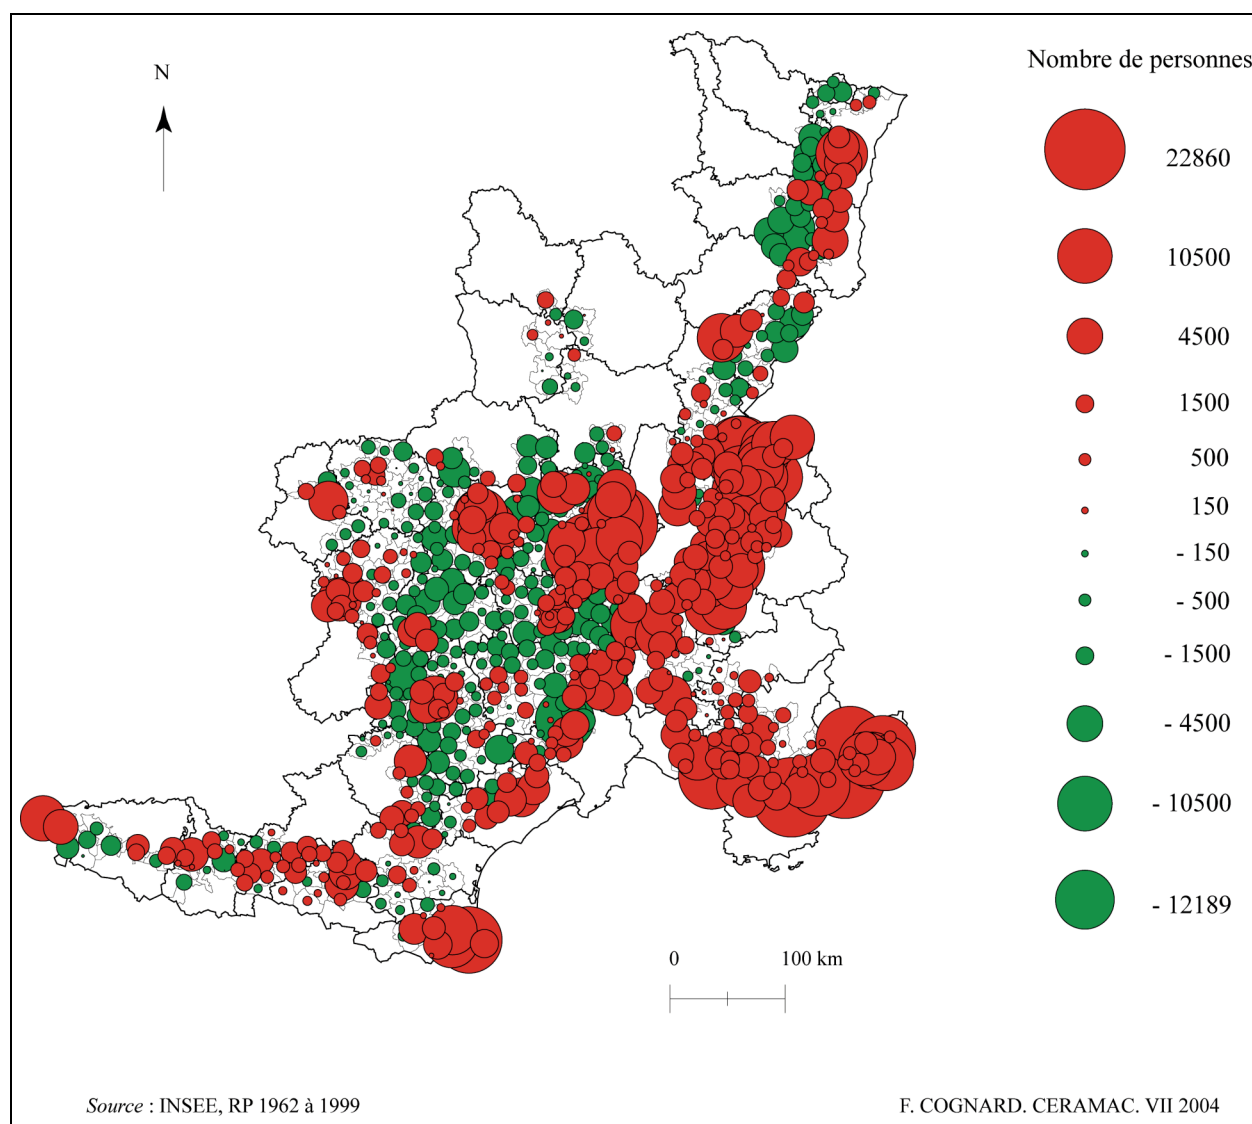 Nombre de personnes
N
22860
10500
4500
1500
500
150
- 150
- 500
- 1500
- 4500
- 10500
- 12189
0 100 km
Source : INSEE, RP 1962 à 1999
F. COGNARD. CERAMAC. VII 2004